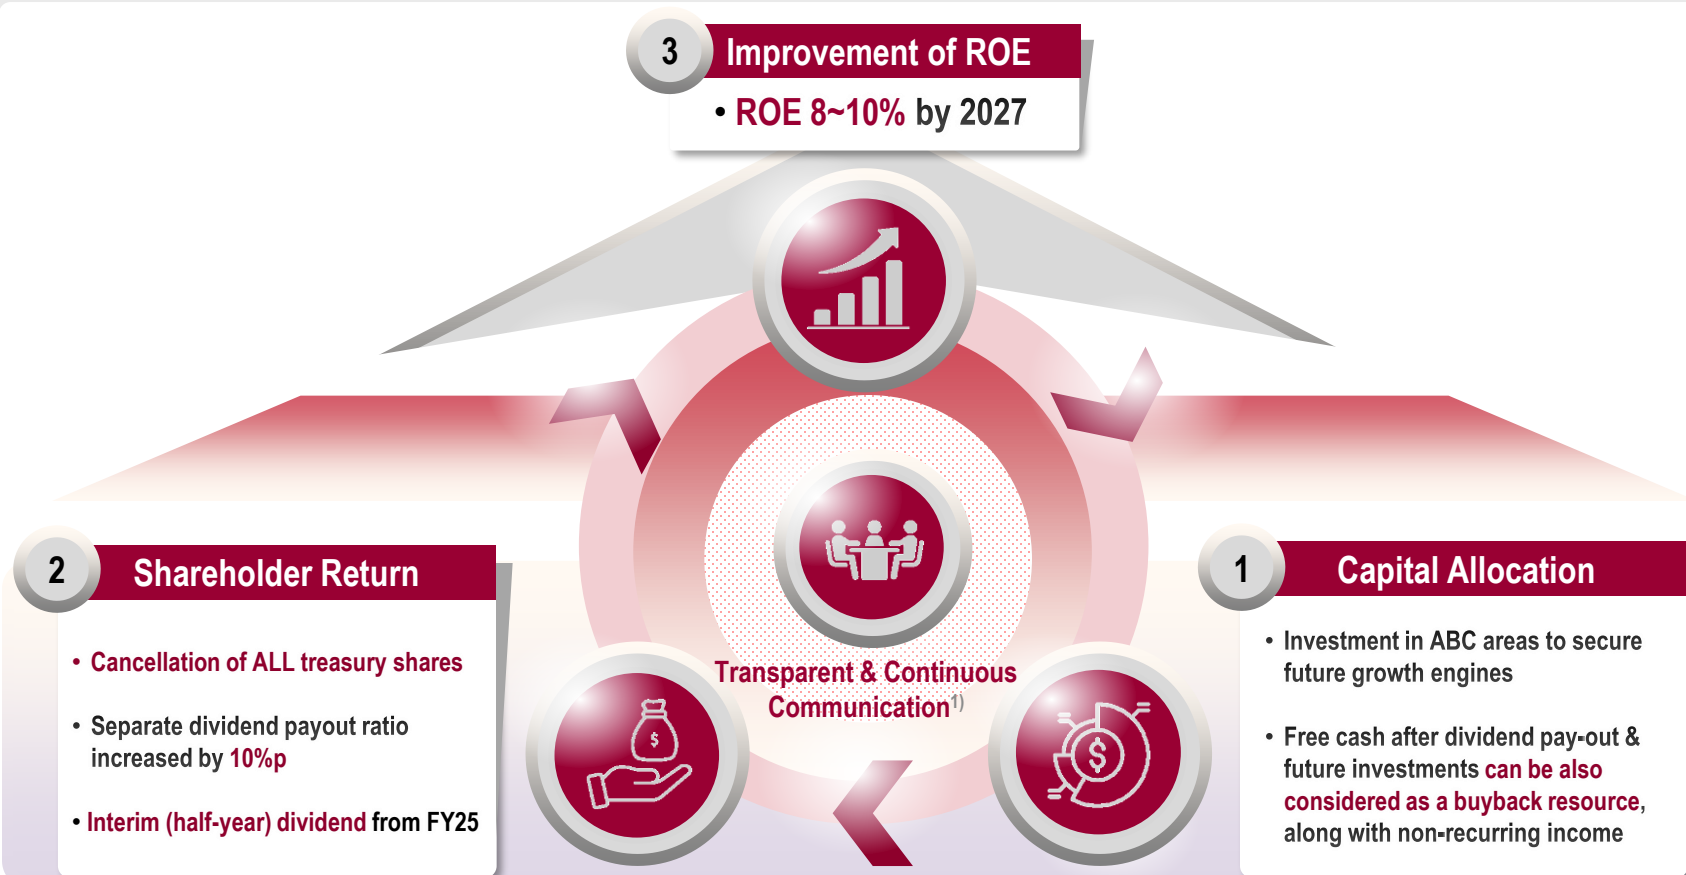 3
Improvement of ROE
• ROE 8~10% by 2027
2
Shareholder Return
• Cancellation of ALL treasury shares
• Separate dividend payout ratio
increased by 10%p
• Interim (half-year) dividend from FY25
Transparent & Continuous
Communication1)
$
$
1
Capital Allocation
• Investment in ABC areas to secure
future growth engines
• Free cash after dividend pay-out &
future investments can be also
considered as a buyback resource,
along with non-recurring income